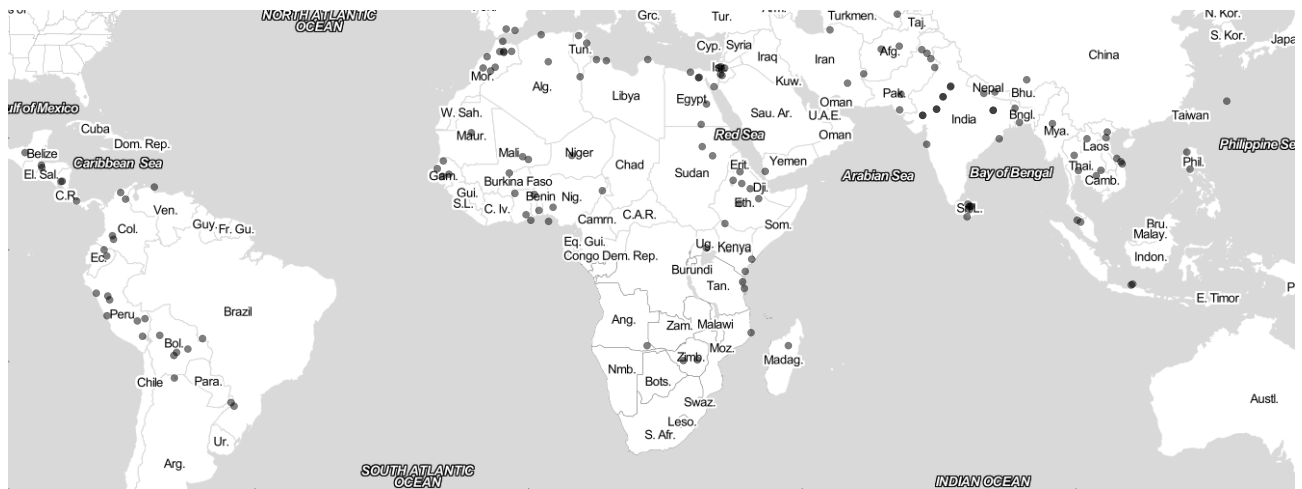 NORTH ATLANTIC
OCEAN
Grc.
Tur.
Turkmen.
Taj.
N. Kor.
S. Kor.
Cyp.
Syria
China
Tun.
Iraq
Iran
Afg.
Mor.
Alg.
Libya
Egypt
Kuw.
Pak.
Nepal
Bhu.
Gulf of Mexico
Cuba
W. Sah.
Sau. Ar.
Oman
U.A.E.
India
Bngl.
Taiwan
Dom. Rep.
Maur.
Red Sea
Oman
Mya.
Laos
Philippine Sea
Belize
Caribbean Sea
Mali
Niger
Chad
Sudan
Erit.
Yemen
Arabian Sea
Bay of Bengal
Thai.
Phil.
El. Sal.
Gam.
Burkina Faso
Dji.
Camb.
C.R.
Gui.
Benin
Nig.
Eth.
S.L.
Ven.
S.L.
C. Iv.
C.A.R.
Som.
Col.
Guy.
Fr. Gu.
Camrn.
Bru.
Malay.
Ec.
Eq. Gui.
Ug.
Kenya
Congo Dem. Rep.
Indon.
Burundi
Tan.
E. Timor
Peru
Brazil
Ang.
Zam.
Malawi
Bol.
Zimb.
Moz.
Madag.
Chile
Para.
Nmb.
Bots.
Swaz.
Austl.
Leso.
Ur.
S. Afr.
Arg.
SOUTH ATLANTIC
OCEAN
INDIAN OCEAN